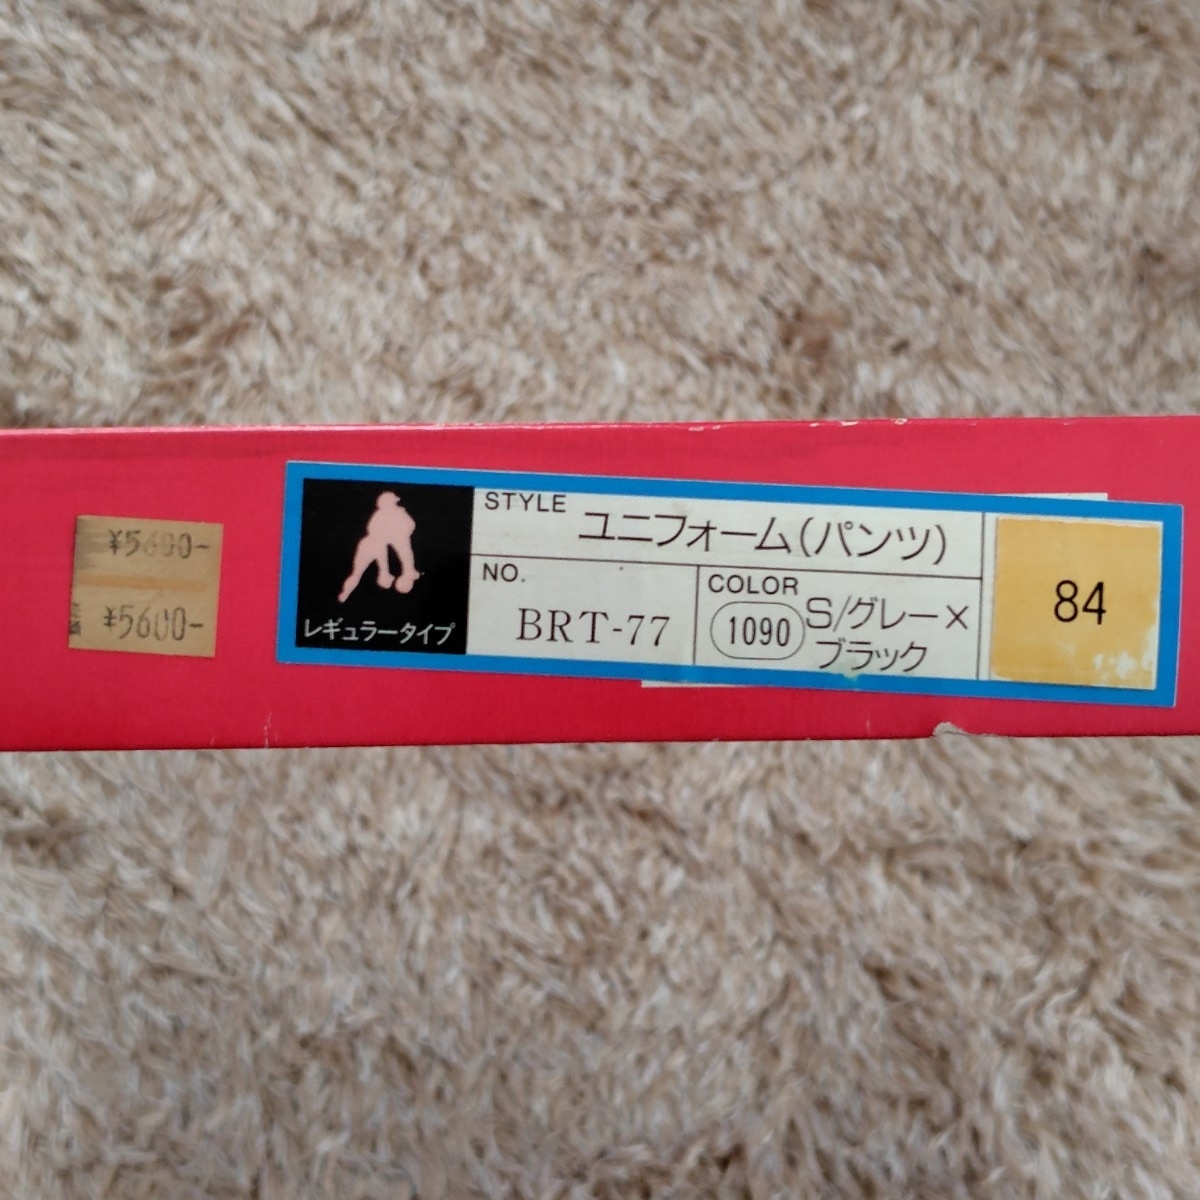 ¥5600-
¥5600-
レギュラータイプ
STYLE
ユニフォーム(パンツ)
NO.
BRT-77
COLOR
1090 S/グレー×
ブラック
84